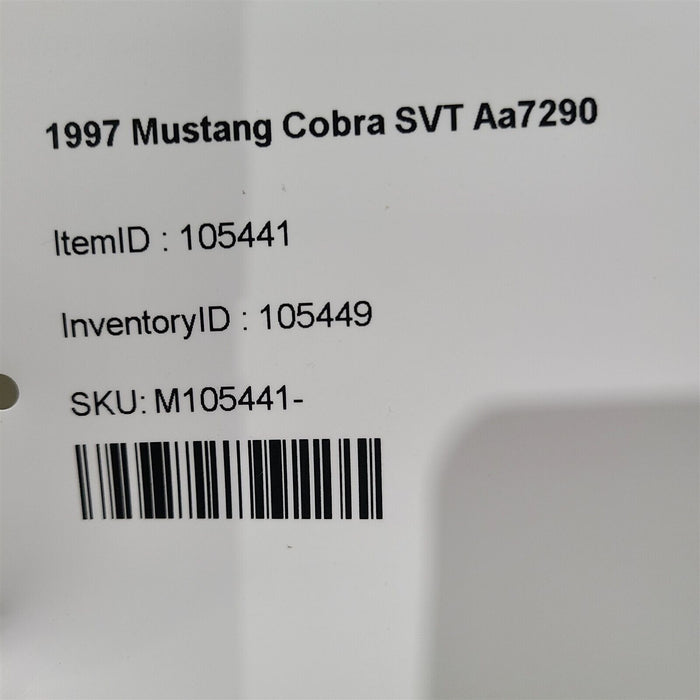 1997 Mustang Cobra SVT Aa7290
ItemID : 105441
InventoryID : 105449
SKU: M105441-